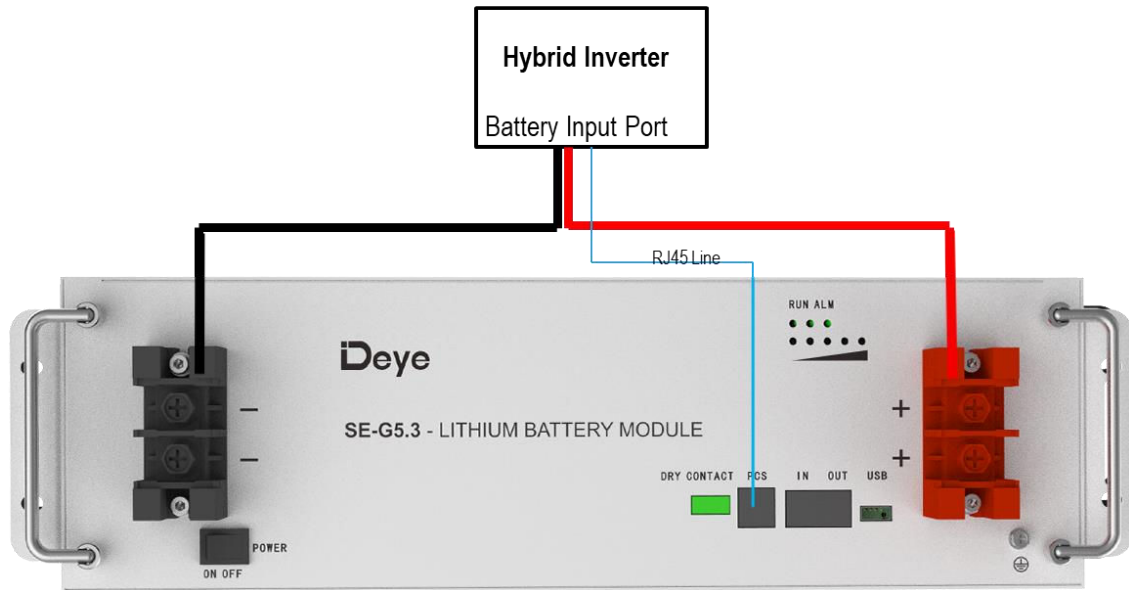 Hybrid Inverter
Battery Input Port
RJ45 Line
RUN ALM
Deye
SE-G5.3 - LITHIUM BATTERY MODULE
+
+
−
−
DRY CONTACT PCS IN OUT USB
POWER
ON OFF